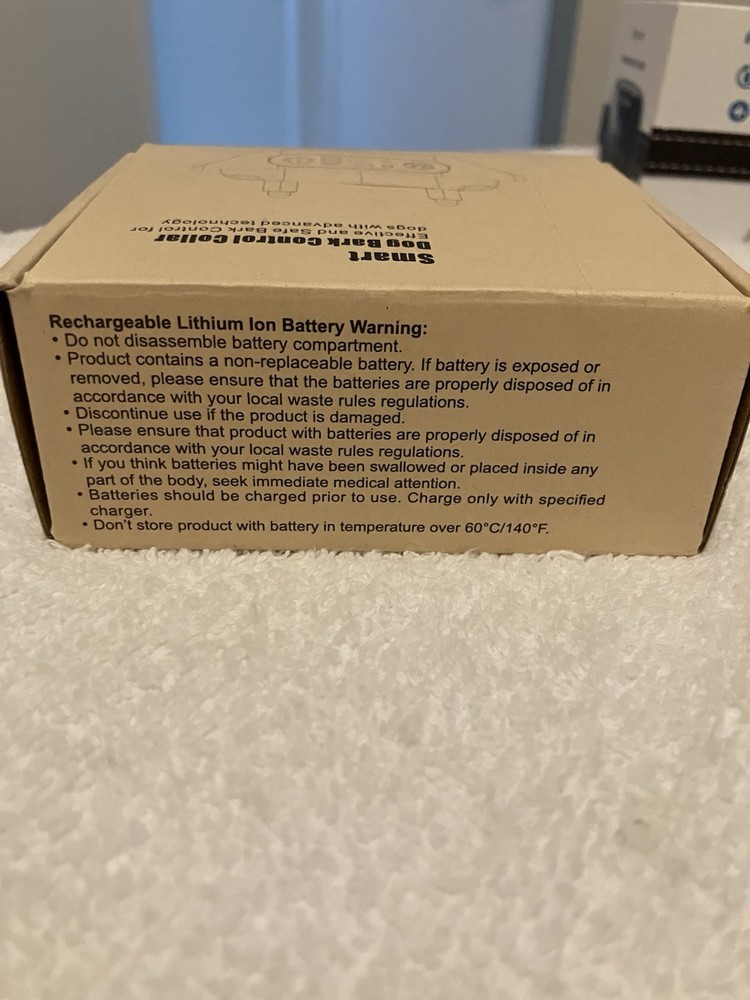 Smart
Dog Bark Control Collar
Effective and Safe Bark Control for
dogs with advanced technology
Rechargeable Lithium Ion Battery Warning:
• Do not disassemble battery compartment.
• Product contains a non-replaceable battery. If battery is exposed or
removed, please ensure that the batteries are properly disposed of in
accordance with your local waste rules regulations.
• Discontinue use if the product is damaged.
• Please ensure that product with batteries are properly disposed of in
accordance with your local waste rules regulations.
• If you think batteries might have been swallowed or placed inside any
part of the body, seek immediate medical attention.
• Batteries should be charged prior to use. Charge only with specified
charger.
• Don't store product with battery in temperature over 60°C/140°F.